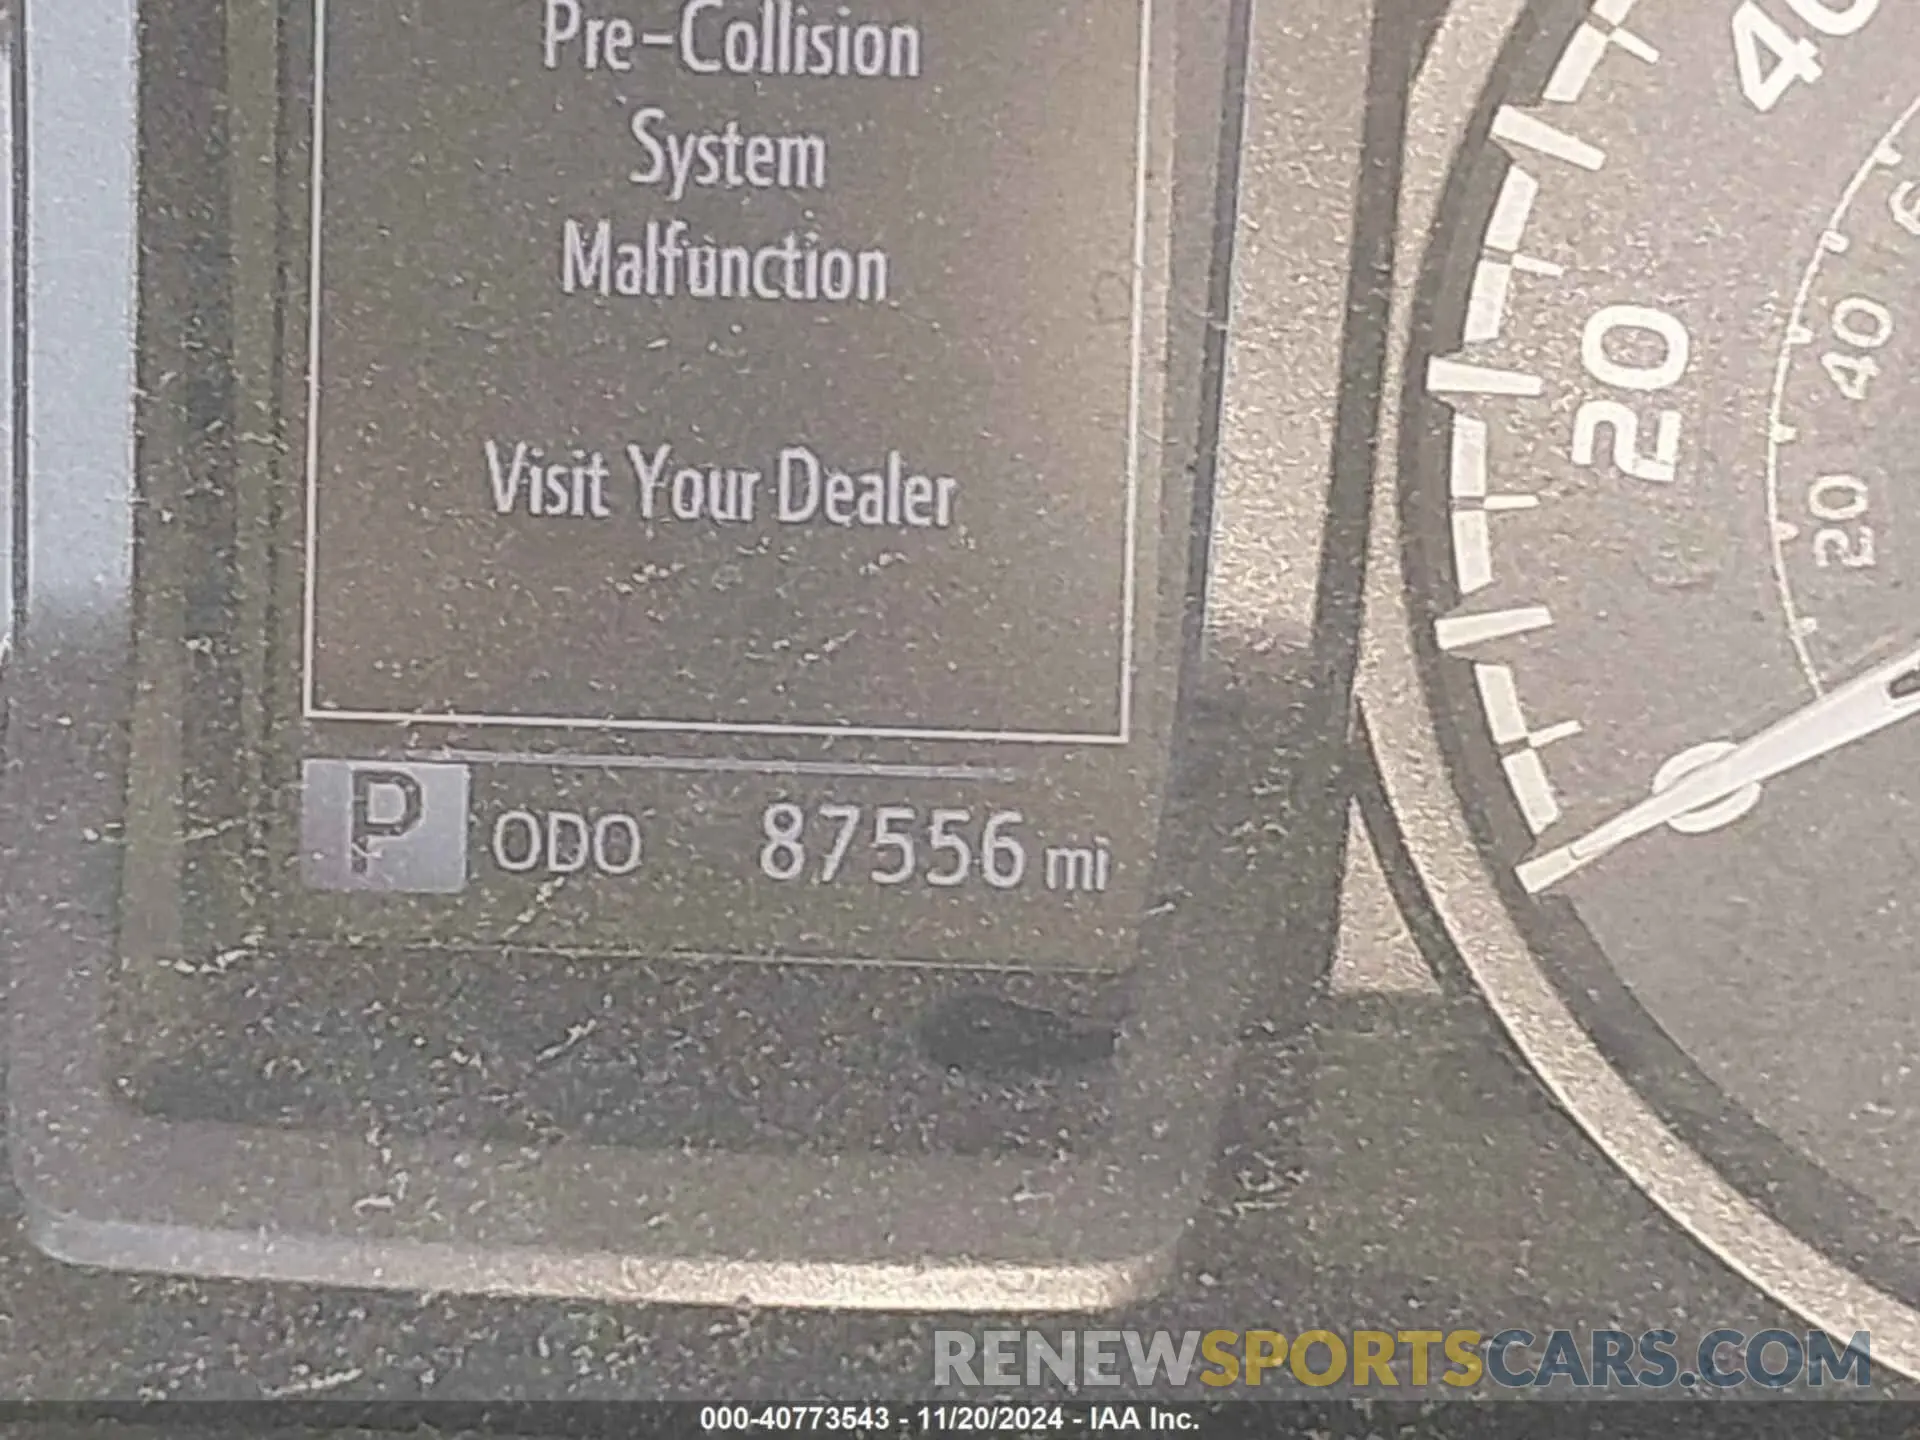 Pre-Collision
System
Malfunction
Visit Your Dealer
P ODO 87556 mi
40
20
40
20
RENEWSPORTSCARS.COM
000-40773543 - 11/20/2024 - IAA Inc.